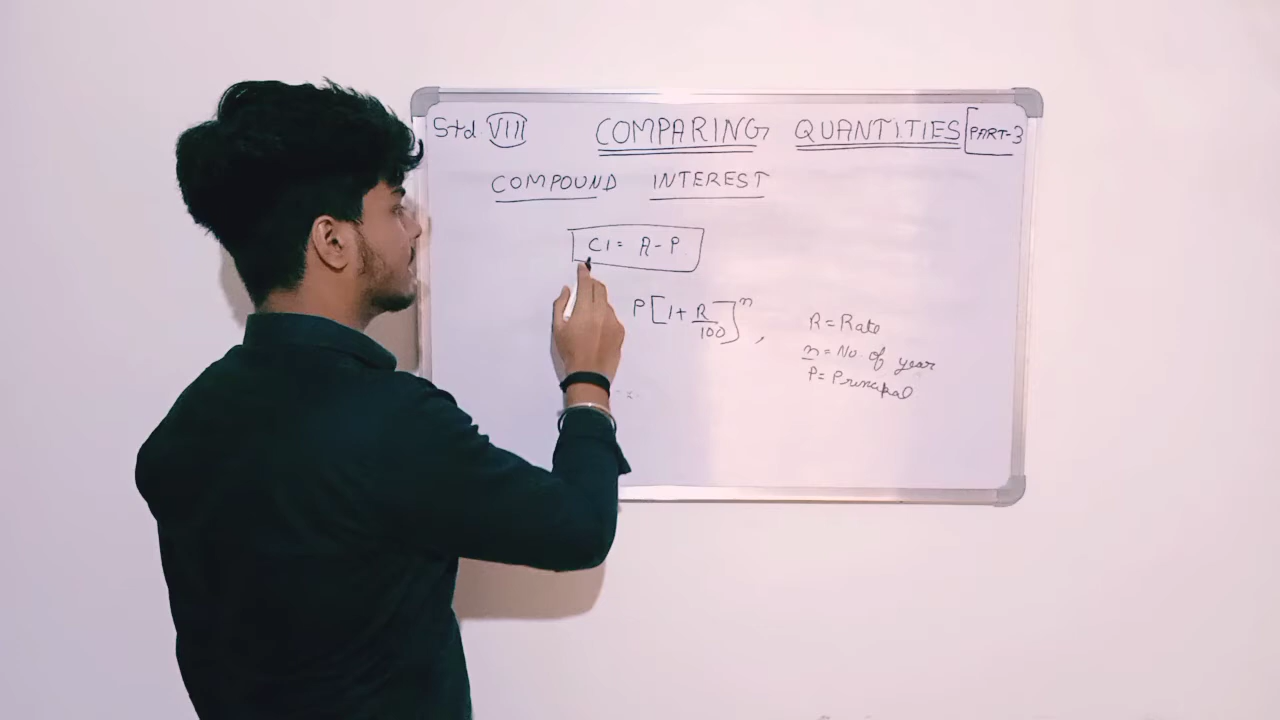 Std VIII COMPARING QUANTITIES [PART-3
COMPOUND INTEREST
CI = A - P
P[1 + R/100]^n,
R = Rate
n = No. of year
P = Principal